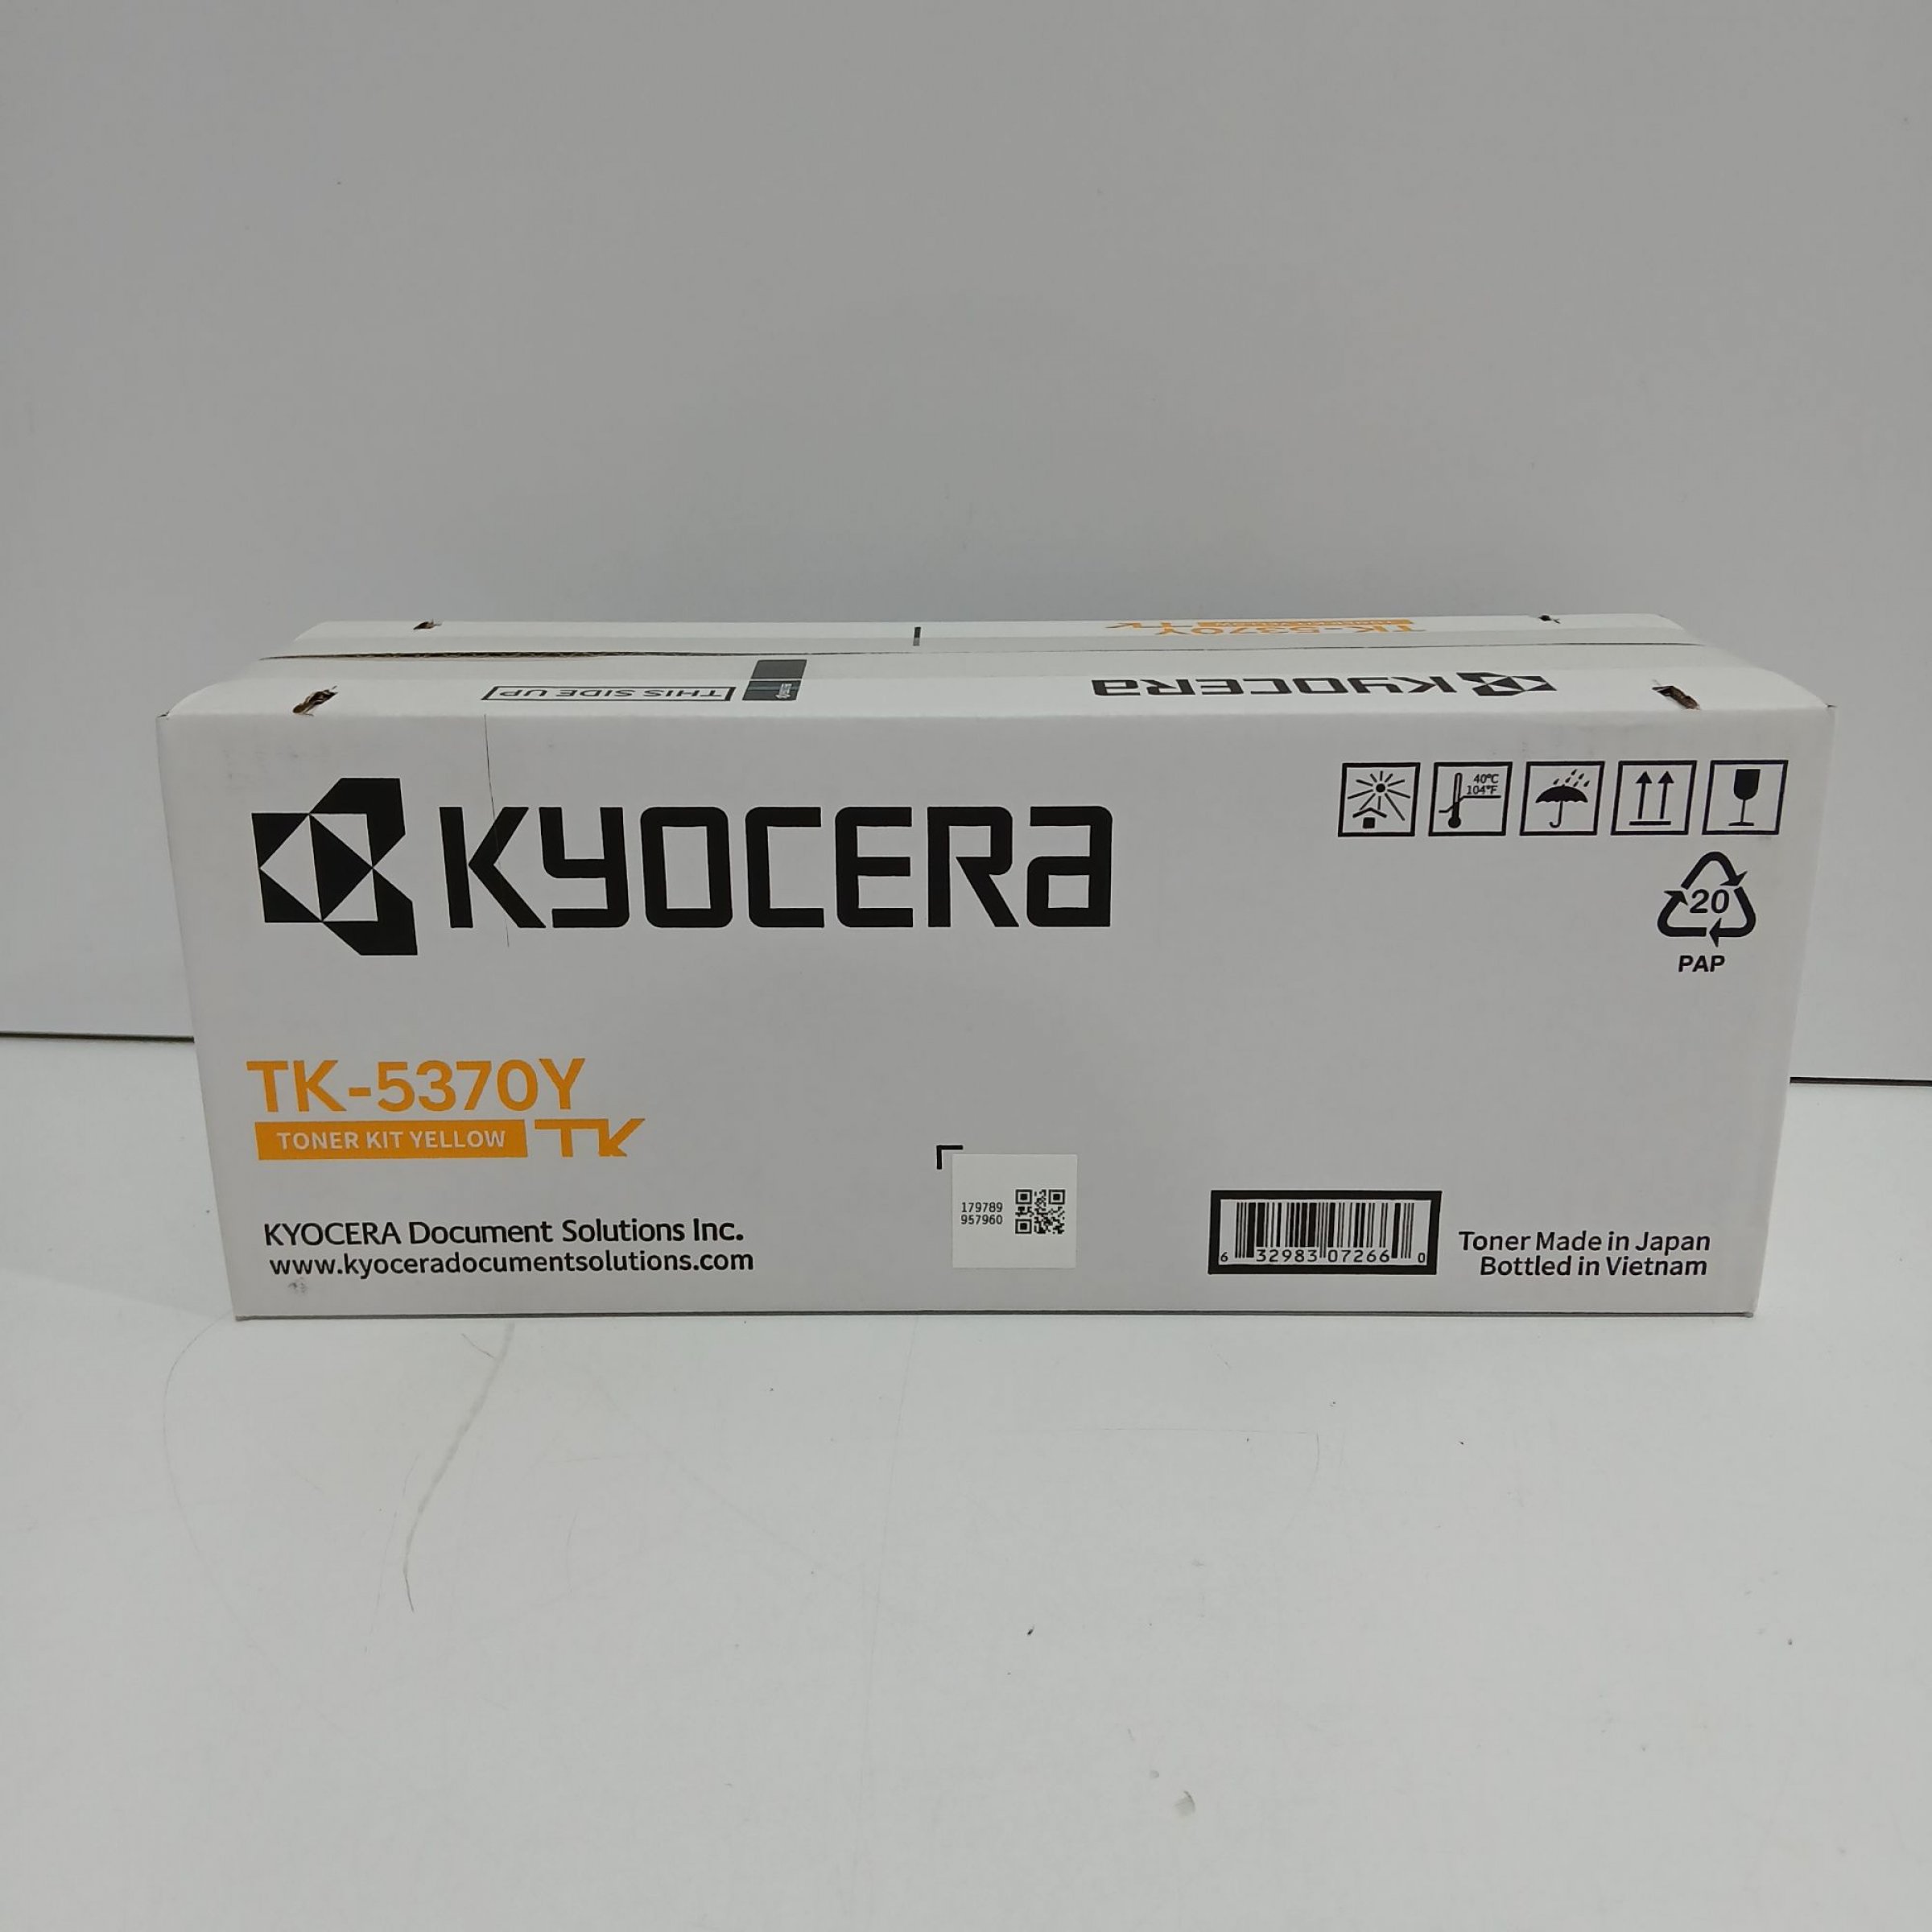 TK-5370Y
TK
THIS SIDE UP
KYOCERA
KYOCERA
40°C
104°F
20
PAP
TK-5370Y
TONER KIT YELLOW TK
179789
957960
KYOCERA Document Solutions Inc.
www.kyoceradocumentsolutions.com
6 32983 07266 0
Toner Made in Japan
Bottled in Vietnam